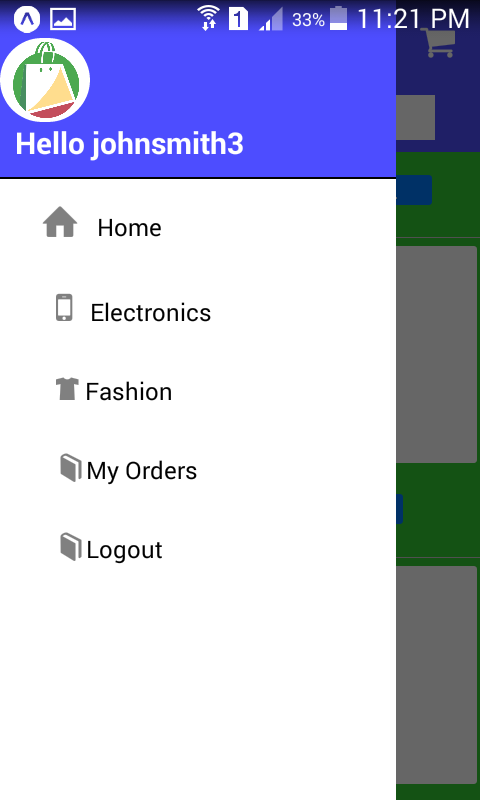 1 33% 11:21 PM
Hello johnsmith3
Home
Electronics
Fashion
My Orders
Logout